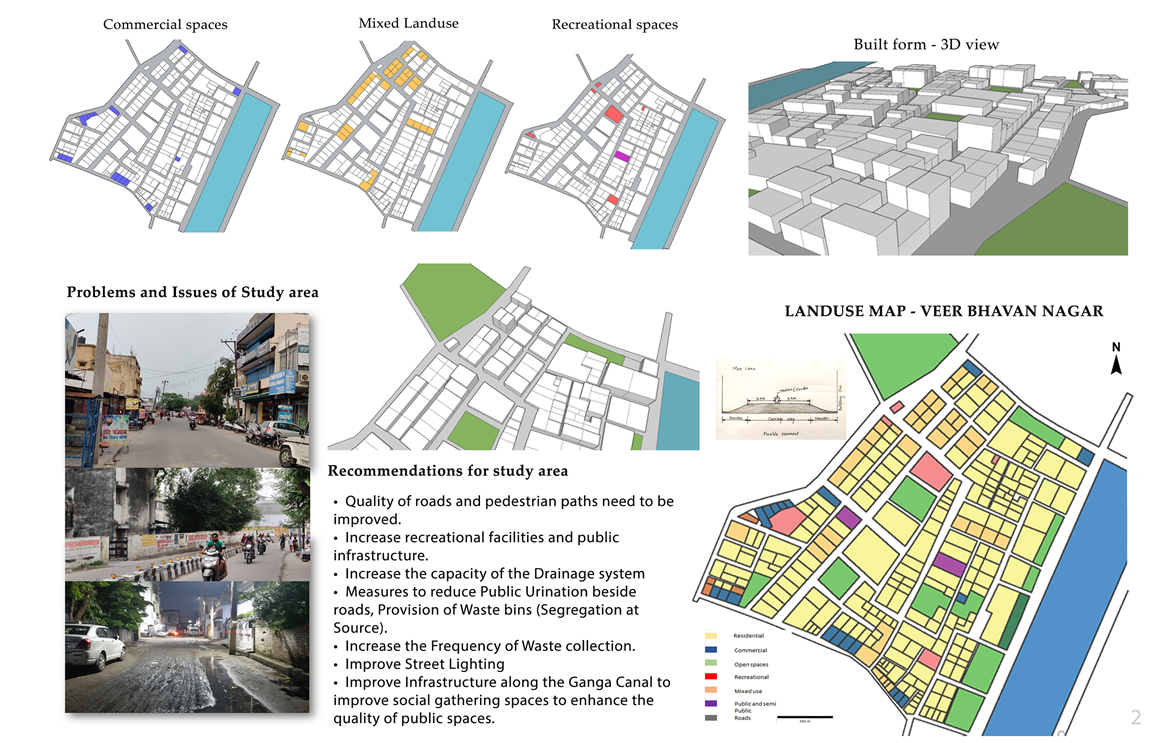 Commercial spaces
Mixed Landuse
Recreational spaces
Built form - 3D view
Problems and Issues of Study area
LANDUSE MAP - VEER BHAVAN NAGAR
N
Main Lane
Flexible pavement
Recommendations for study area
• Quality of roads and pedestrian paths need to be
improved.
• Increase recreational facilities and public
infrastructure.
• Increase the capacity of the Drainage system
• Measures to reduce Public Urination beside
roads, Provision of Waste bins (Segregation at
Source).
• Increase the Frequency of Waste collection.
• Improve Street Lighting
• Improve Infrastructure along the Ganga Canal to
improve social gathering spaces to enhance the
quality of public spaces.
Residential
Commercial
Open spaces
Recreational
Mixed use
Public and semi
Public
Roads
2